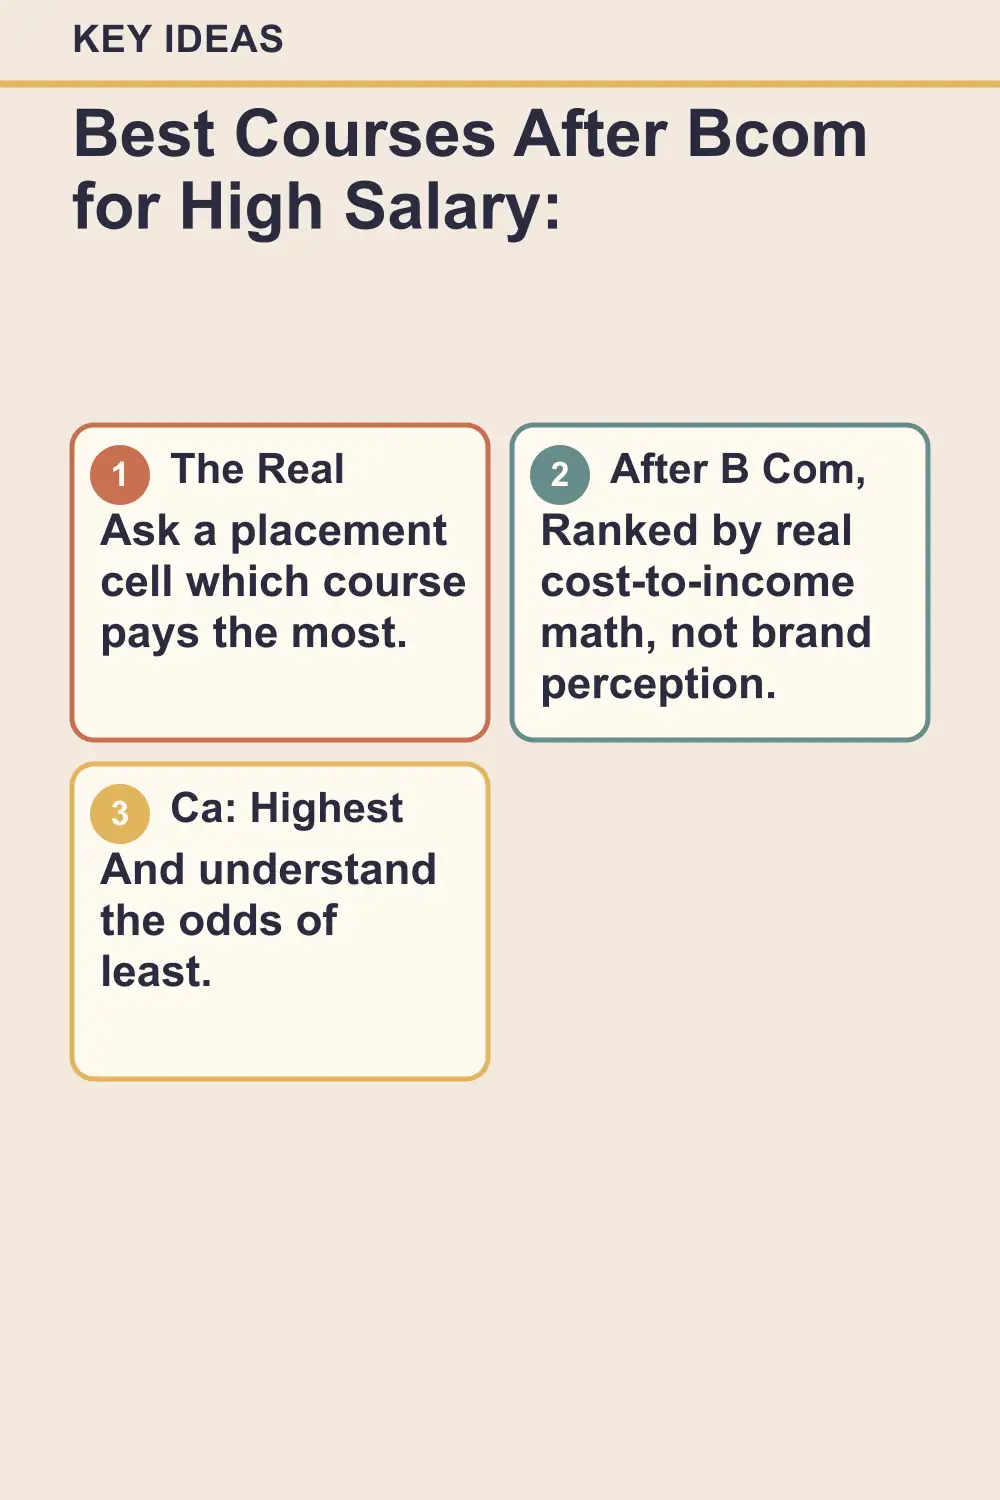 KEY IDEAS
Best Courses After Bcom
for High Salary:
1 The Real
Ask a placement
cell which course
pays the most.
2 After B Com,
Ranked by real
cost-to-income
math, not brand
perception.
3 Ca: Highest
And understand
the odds of
least.